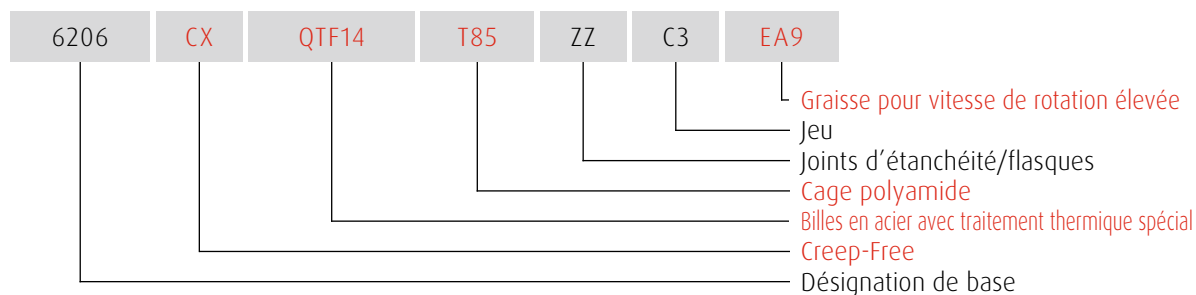 6206 CX QTF14 T85 ZZ C3 EA9
Graisse pour vitesse de rotation élevée
Jeu
Joints d’étanchéité/flasques
Cage polyamide
Billes en acier avec traitement thermique spécial
Creep-Free
Désignation de base